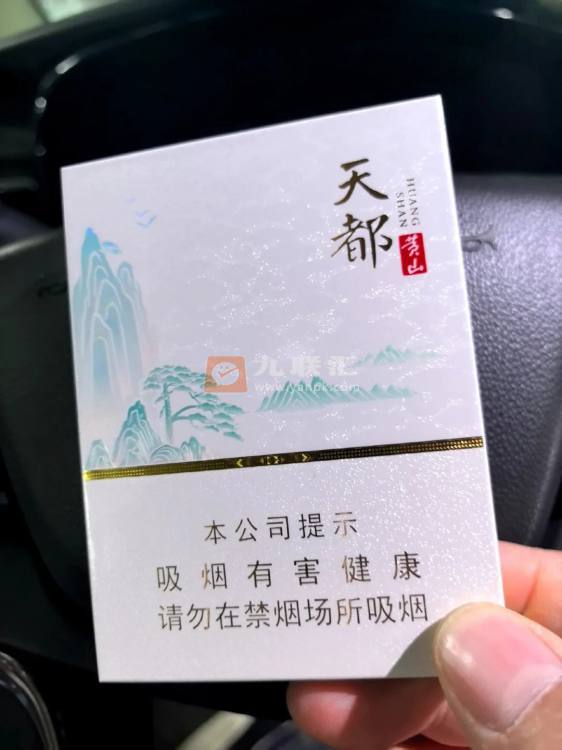 天都
HUANG
SHAN
黄山
九联汇
www.yanpk.com
本公司提示
吸烟有害健康
请勿在禁烟场所吸烟